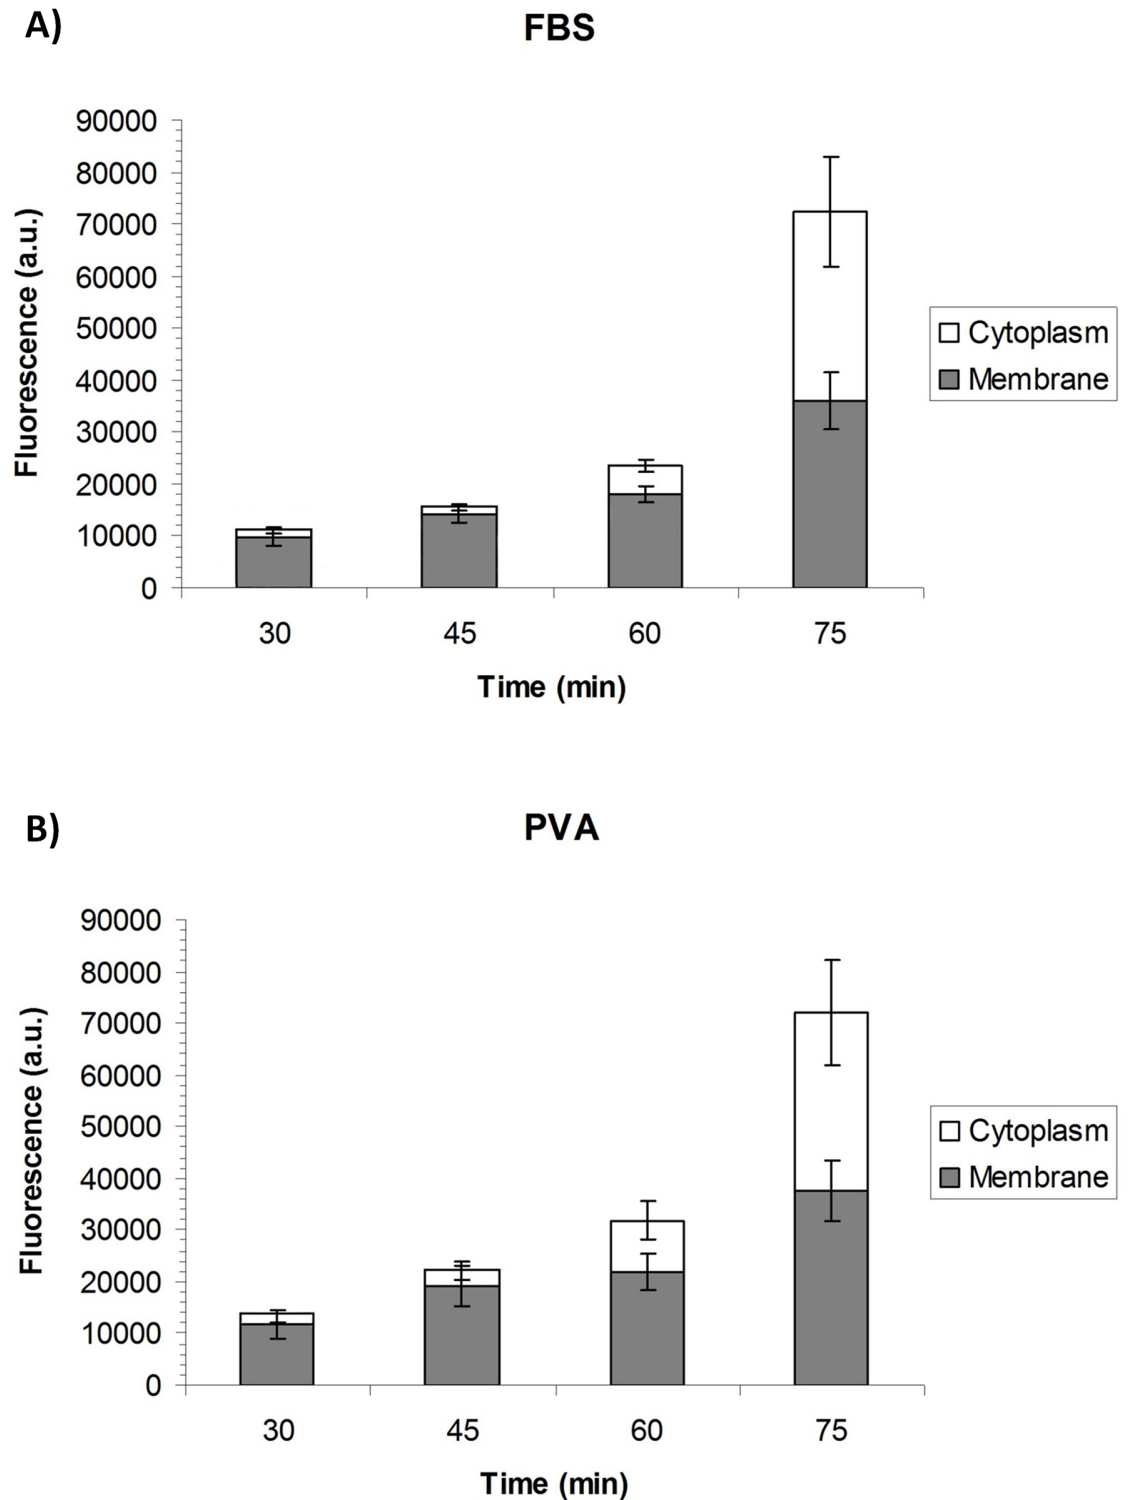 A)
FBS
90000
80000
70000
60000
50000
40000
30000
20000
10000
0
Fluorescence (a.u.)
30 45 60 75
Time (min)
Cytoplasm
Membrane
B)
PVA
90000
80000
70000
60000
50000
40000
30000
20000
10000
0
Fluorescence (a.u.)
30 45 60 75
Time (min)
Cytoplasm
Membrane